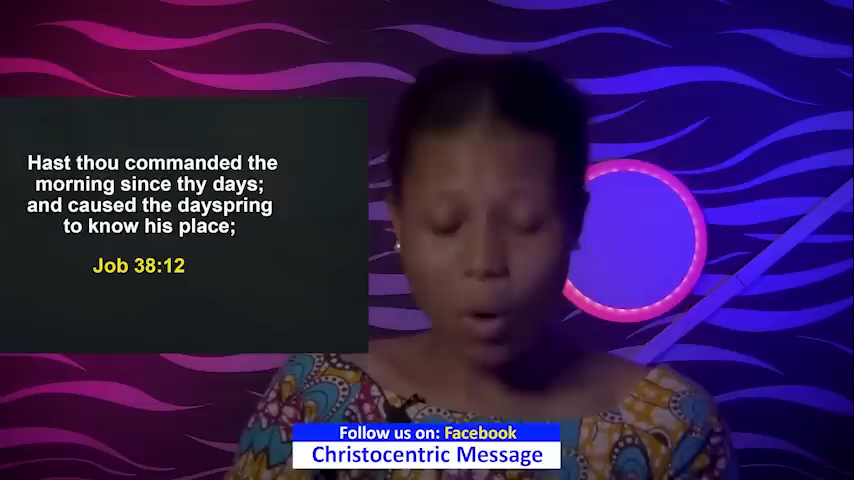 Hast thou commanded the
morning since thy days;
and caused the dayspring
to know his place;
Job 38:12
Follow us on: Facebook
Christocentric Message